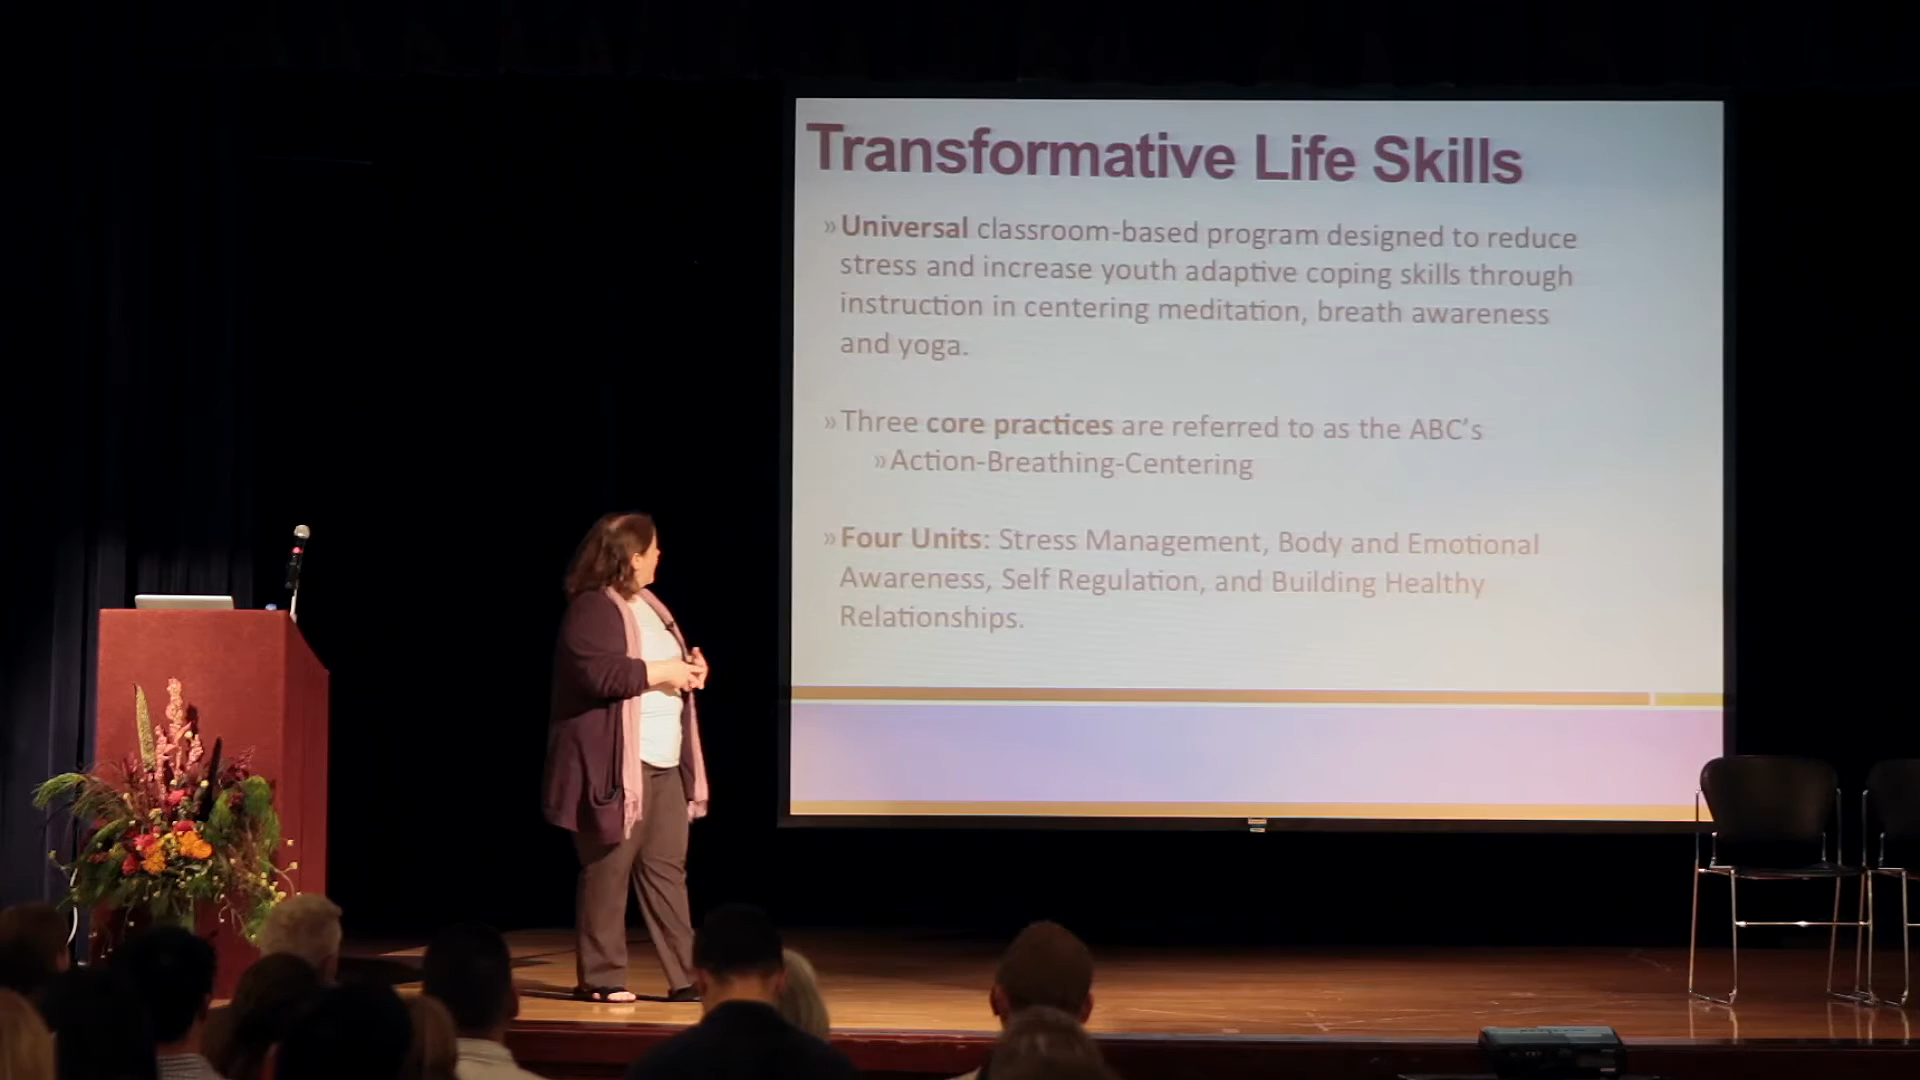 Transformative Life Skills
» Universal classroom-based program designed to reduce
stress and increase youth adaptive coping skills through
instruction in centering meditation, breath awareness
and yoga.
» Three core practices are referred to as the ABC's
» Action-Breathing-Centering
» Four Units: Stress Management, Body and Emotional
Awareness, Self Regulation, and Building Healthy
Relationships.